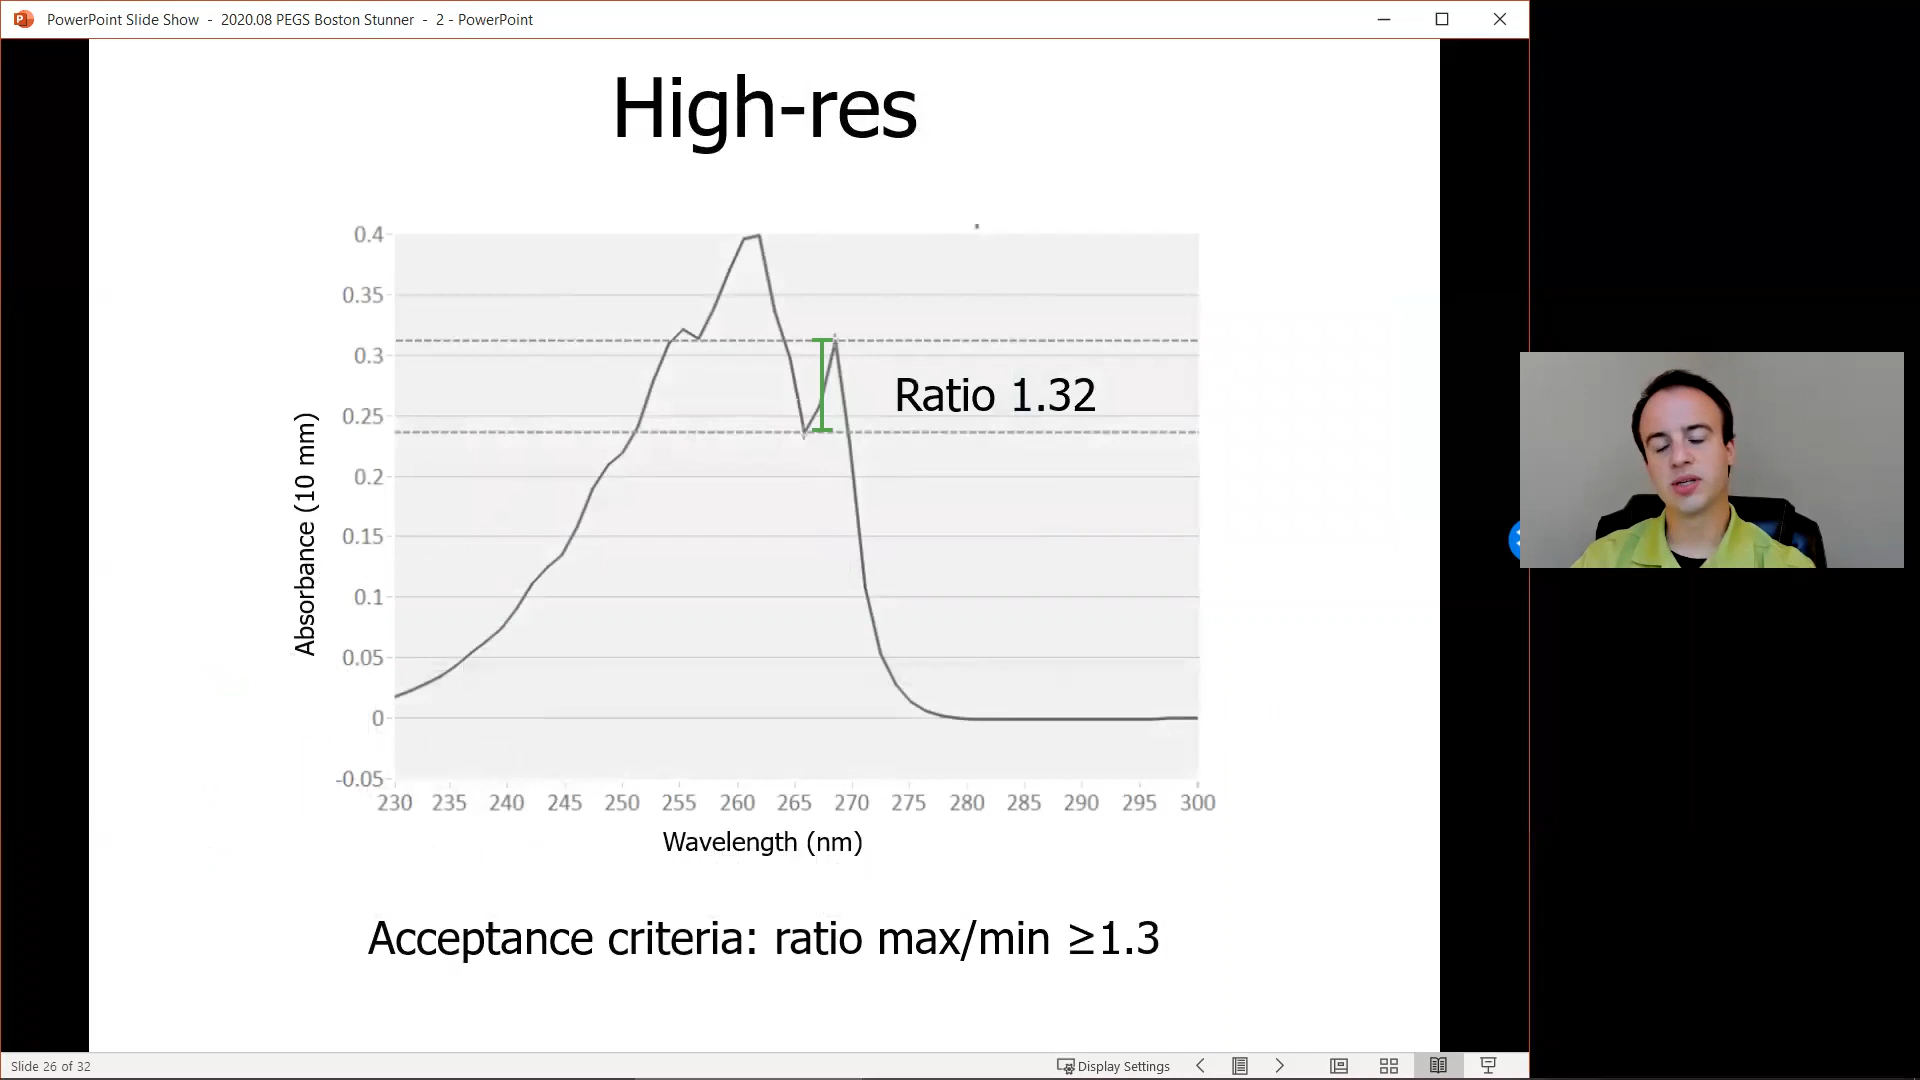 PowerPoint Slide Show - 2020.08 PEGS Boston Stunner - 2 - PowerPoint
High-res
0.4
0.35
0.3
0.25
0.2
0.15
0.1
0.05
0
-0.05
Absorbance (10 mm)
Ratio 1.32
230 235 240 245 250 255 260 265 270 275 280 285 290 295 300
Wavelength (nm)
Acceptance criteria: ratio max/min ≥1.3
Slide 26 of 32
Display Settings